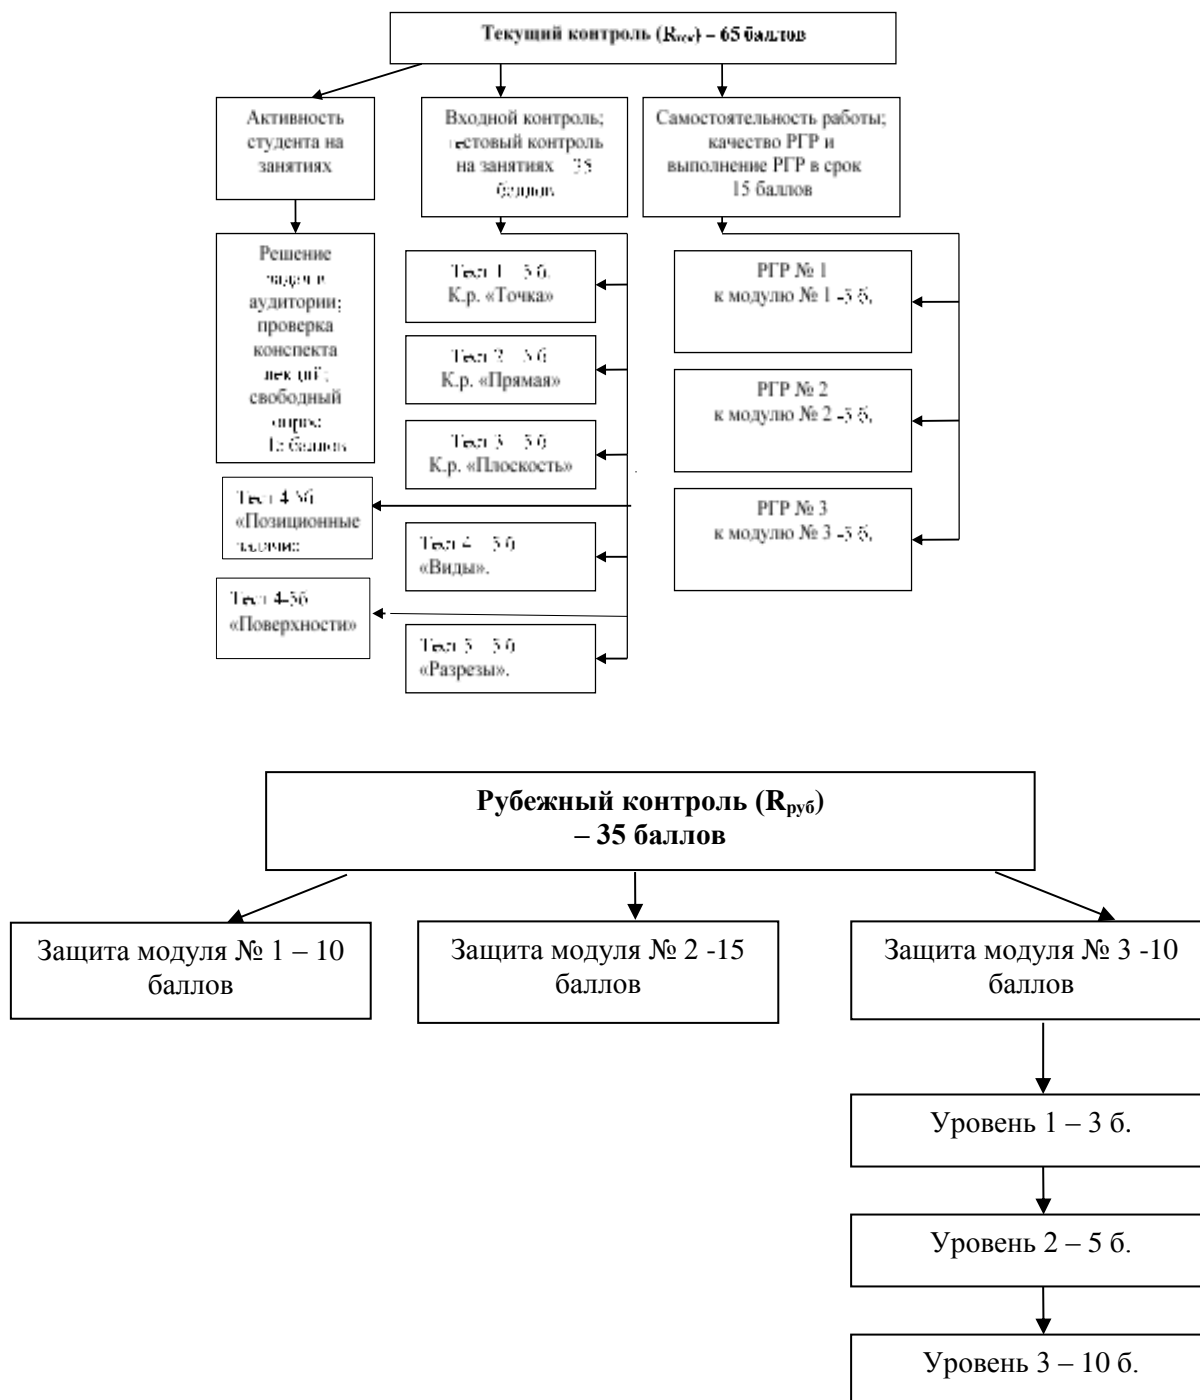 Текущий контроль (Rтек) – 65 баллов
Активность
студента на
занятиях
Входной контроль;
тестовый контроль
на занятиях 35
баллов
Самостоятельность работы;
качество РГР и
выполнение РГР в срок
15 баллов
Решение
задач в
аудитории;
проверка
конспекта
лекций;
свободный
опрос
15 баллов
Тест 1 – 5 б.
К.р. «Точка»
Тест 2 – 5 б
К.р. «Прямая»
Тест 3 – 5 б
К.р. «Плоскость»
Тест 4-5б
«Позиционные
задачи»
Тест 4 – 5 б
«Виды».
Тест 4-5б
«Поверхности»
Тест 5 – 5 б
«Разрезы».
РГР № 1
к модулю № 1 -5 б.
РГР № 2
к модулю № 2 -5 б.
РГР № 3
к модулю № 3 -5 б.
Рубежный контроль (Rруб)
– 35 баллов
Защита модуля № 1 – 10
баллов
Защита модуля № 2 -15
баллов
Защита модуля № 3 -10
баллов
Уровень 1 – 3 б.
Уровень 2 – 5 б.
Уровень 3 – 10 б.